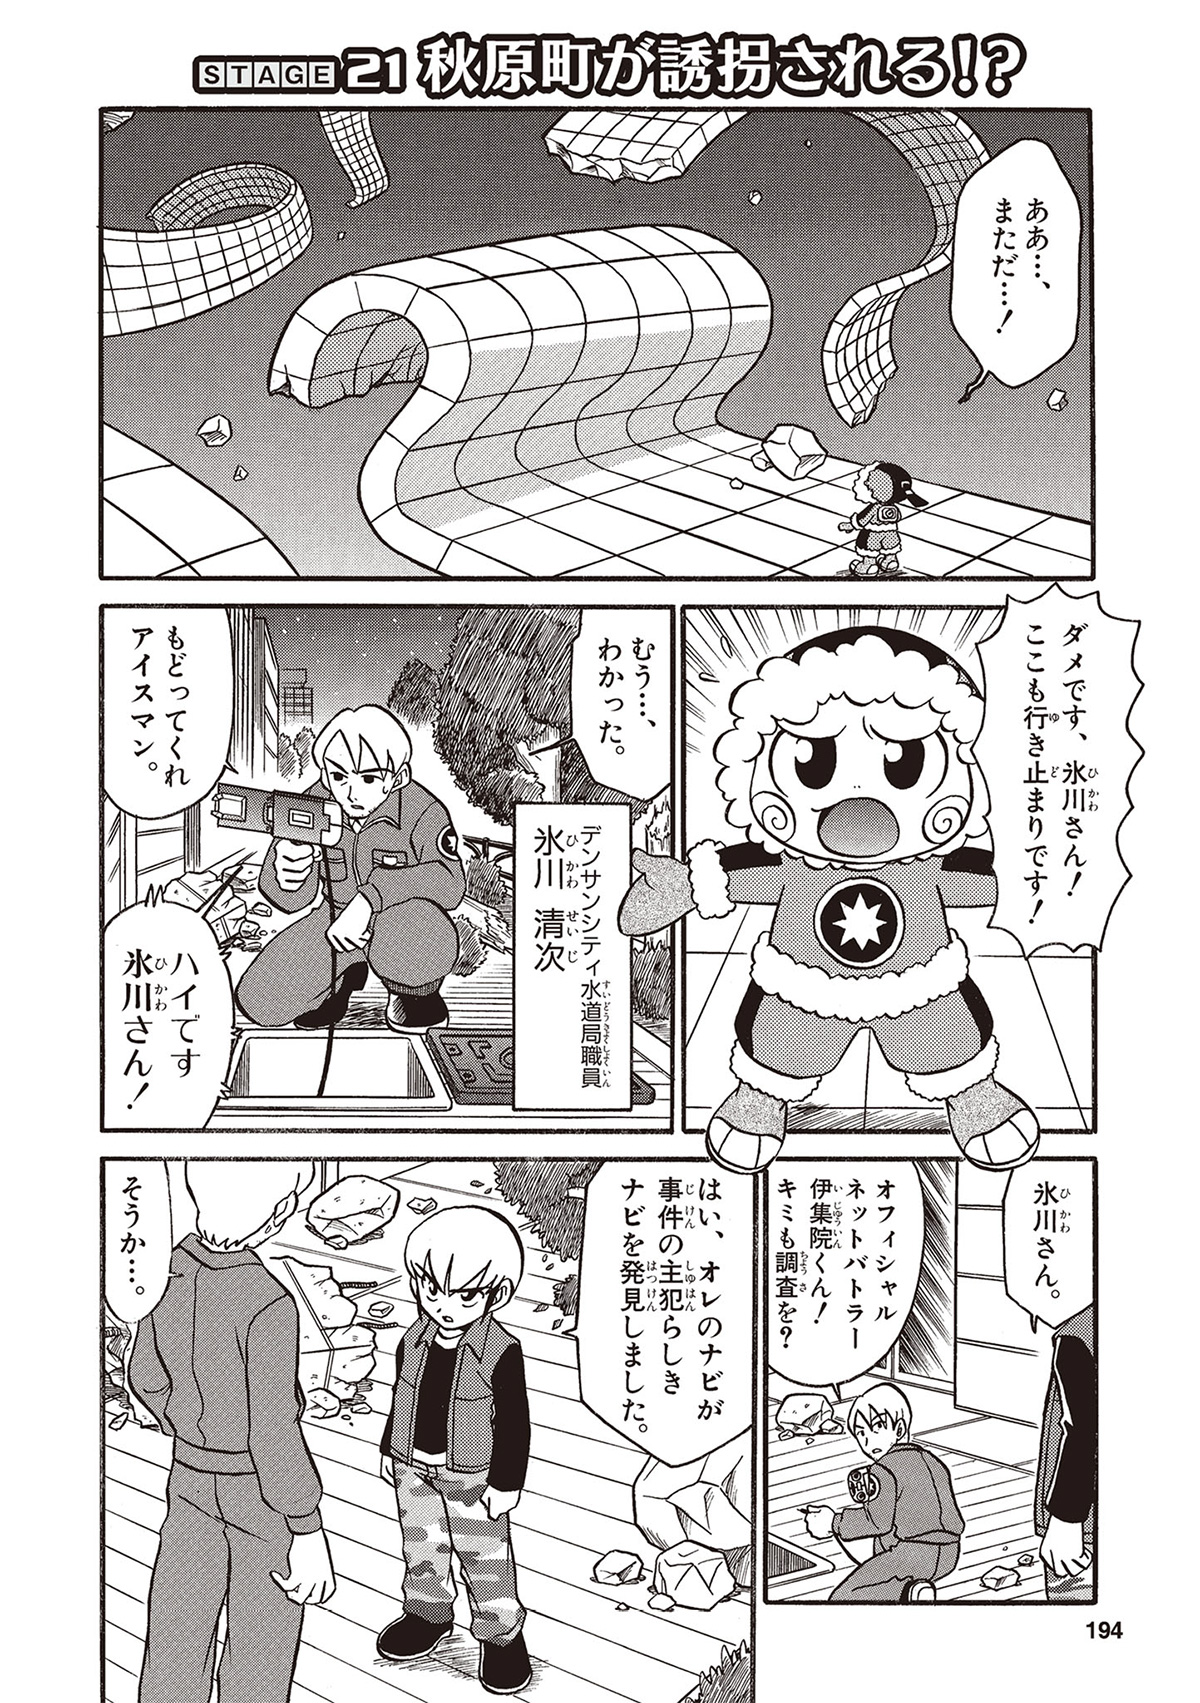 STAGE 21 秋原町が誘拐される!?
ああ…、
まただ…!
ダメです、氷川さん!
ここも行き止まりです!
むう…、
わかった。
もどってくれ
アイスマン。
デンサンシティ水道局職員
氷川 清次
ハイです
氷川さん!
氷川さん。
オフィシャル
ネットバトラー
伊集院くん!
キミも調査を?
はい、オレのナビが
事件の主犯らしき
ナビを発見しました。
そうか…。
194